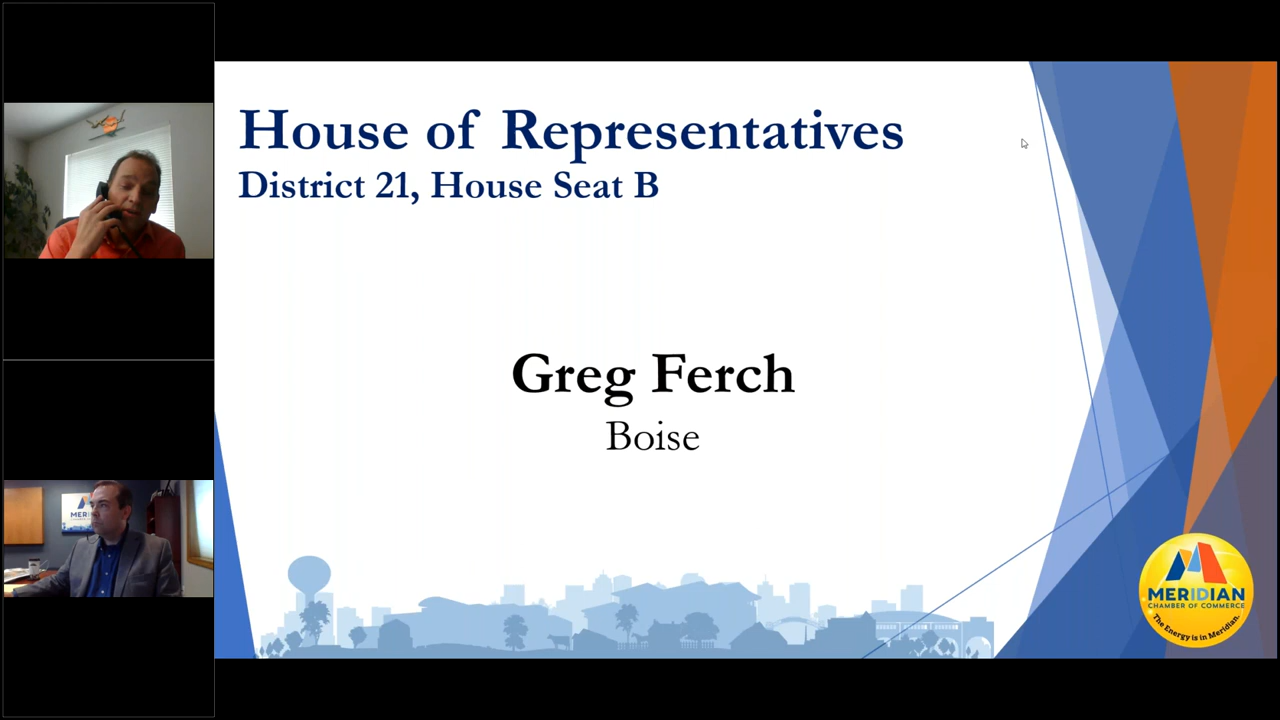 House of Representatives
District 21, House Seat B
Greg Ferch
Boise
MERIDIAN
CHAMBER OF COMMERCE
The Energy is in Meridian.